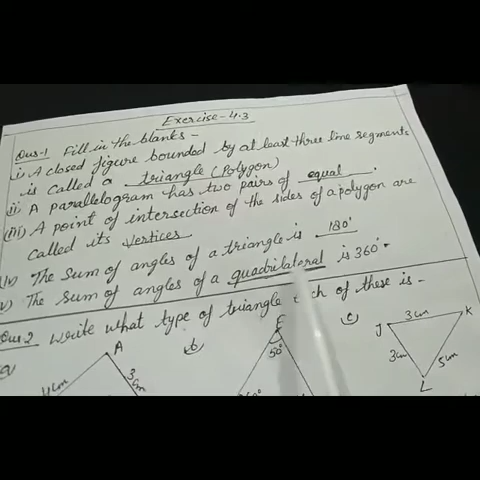 Exercise-4.3
Ques-1 Fill in the blanks-
(i) A closed figure bounded by at least three line segments
is called a triangle (Polygon)
(ii) A parallelogram has two pairs of equal.
(iii) A point of intersection of the sides of a polygon are
called its vertices
(iv) The sum of angles of a triangle is 180°
(v) The sum of angles of a quadrilateral is 360°.
Ques.2 Write what type of triangle each of these is-
(a) A (b) E (c) J 3cm K
4cm 3cm 50° 3cm 5cm
L